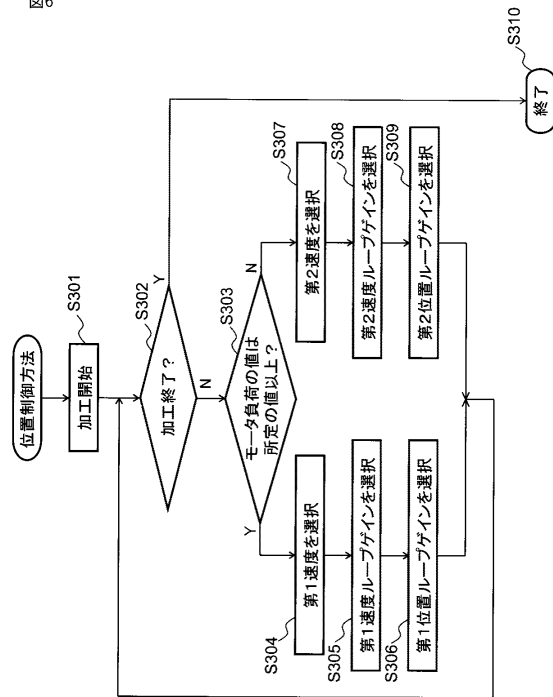 図6
位置制御方法
S301
加工開始
S302
加工終了?
Y
N
S303
モータ負荷の値は
所定の値以上?
Y
N
S304
第1速度を選択
S305
第1速度ループゲインを選択
S306
第1位置ループゲインを選択
S307
第2速度を選択
S308
第2速度ループゲインを選択
S309
第2位置ループゲインを選択
S310
終了